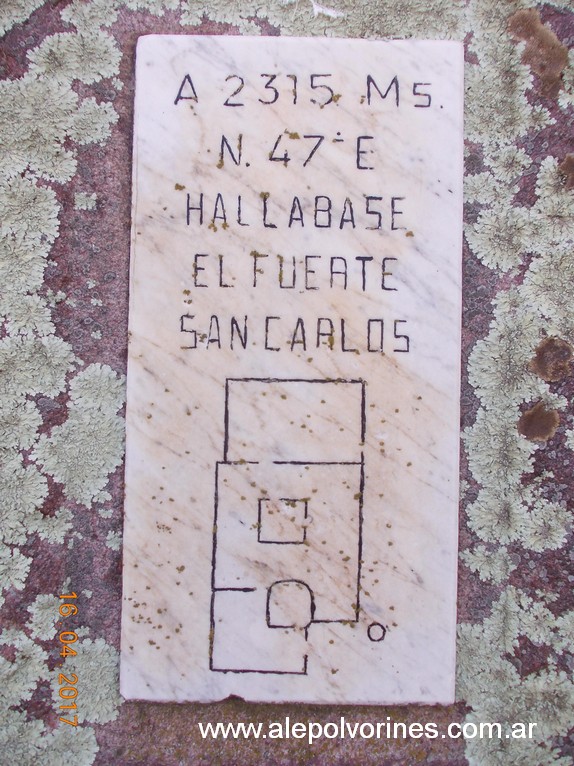 A 2315 Ms.
N. 47° E
HALLABASE
EL FUERTE
SAN CARLOS
16 04 2017
www.alepolvorines.com.ar